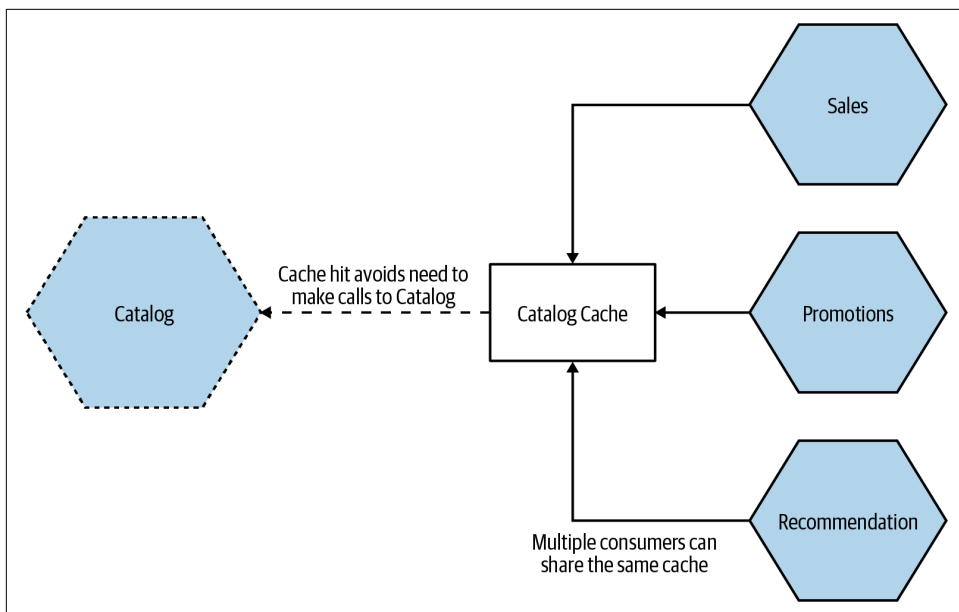 Sales
Cache hit avoids need to
make calls to Catalog
Catalog
Catalog Cache
Promotions
Recommendation
Multiple consumers can
share the same cache